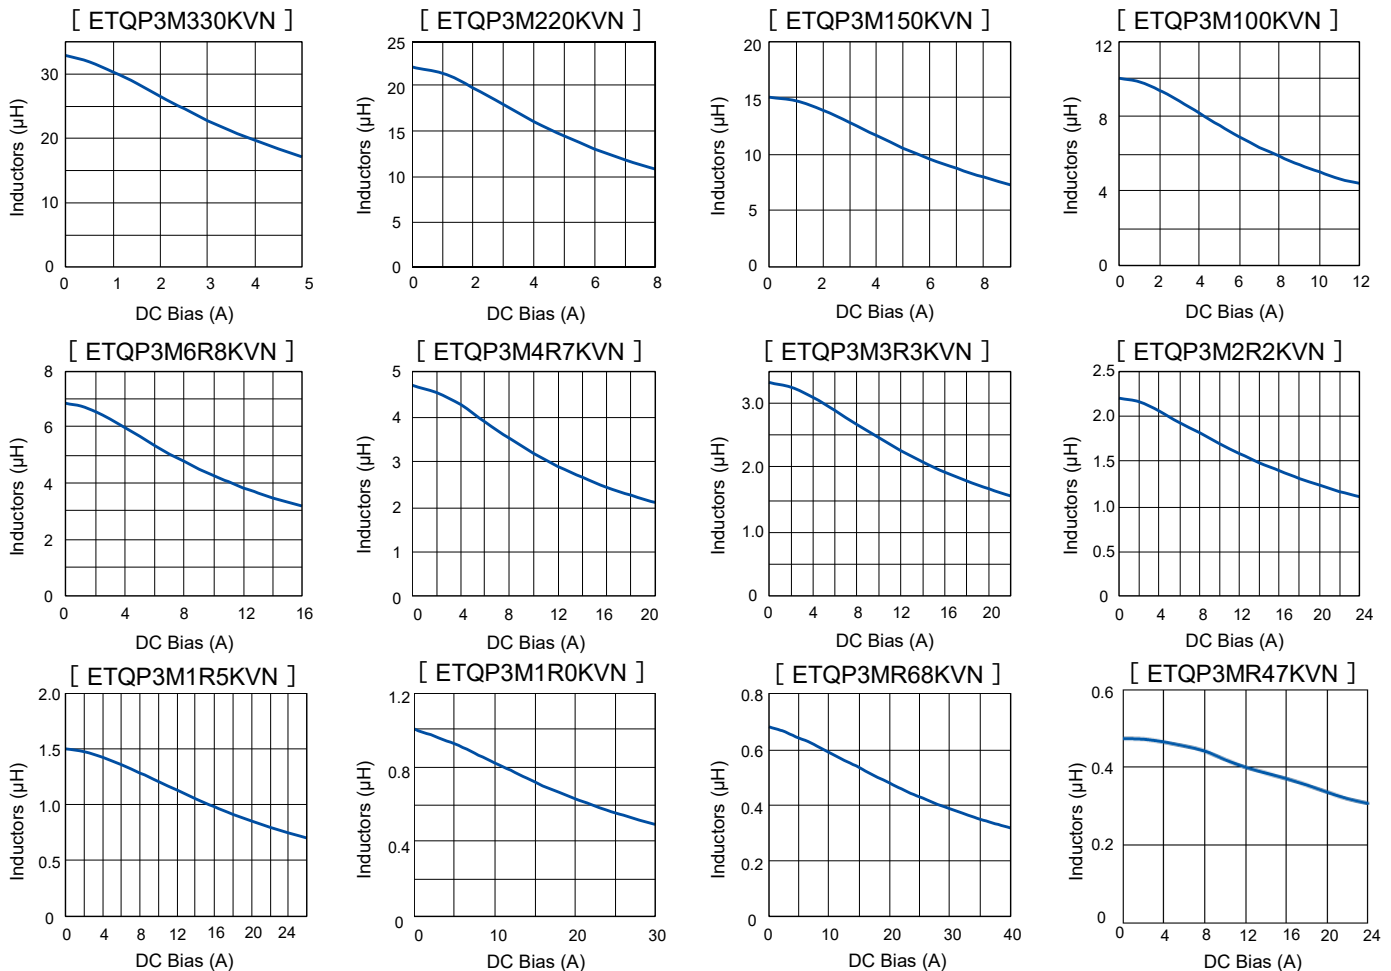 [ ETQP3M330KVN ]
35
30
20
10
0
0 1 2 3 4 5
Inductors (μH)
DC Bias (A)
[ ETQP3M220KVN ]
25
20
15
10
5
0
0 2 4 6 8
Inductors (μH)
DC Bias (A)
[ ETQP3M150KVN ]
20
15
10
5
0
0 2 4 6 8
Inductors (μH)
DC Bias (A)
[ ETQP3M100KVN ]
12
8
4
0
0 2 4 6 8 10 12
Inductors (μH)
DC Bias (A)
[ ETQP3M6R8KVN ]
8
6
4
2
0
0 4 8 12 16
Inductors (μH)
DC Bias (A)
[ ETQP3M4R7KVN ]
5
4
3
2
1
0
0 4 8 12 16 20
Inductors (μH)
DC Bias (A)
[ ETQP3M3R3KVN ]
3.0
2.0
1.0
0
0 4 8 12 16 20
Inductors (μH)
DC Bias (A)
[ ETQP3M2R2KVN ]
2.5
2.0
1.5
1.0
0.5
0
0 4 8 12 16 20 24
Inductors (μH)
DC Bias (A)
[ ETQP3M1R5KVN ]
2.0
1.5
1.0
0.5
0
0 4 8 12 16 20 24
Inductors (μH)
DC Bias (A)
[ ETQP3M1R0KVN ]
1.2
0.8
0.4
0
0 10 20 30
Inductors (μH)
DC Bias (A)
[ ETQP3MR68KVN ]
0.8
0.6
0.4
0.2
0
0 10 20 30 40
Inductors (μH)
DC Bias (A)
[ ETQP3MR47KVN ]
0.6
0.4
0.2
0
0 4 8 12 16 20 24
Inductors (μH)
DC Bias (A)